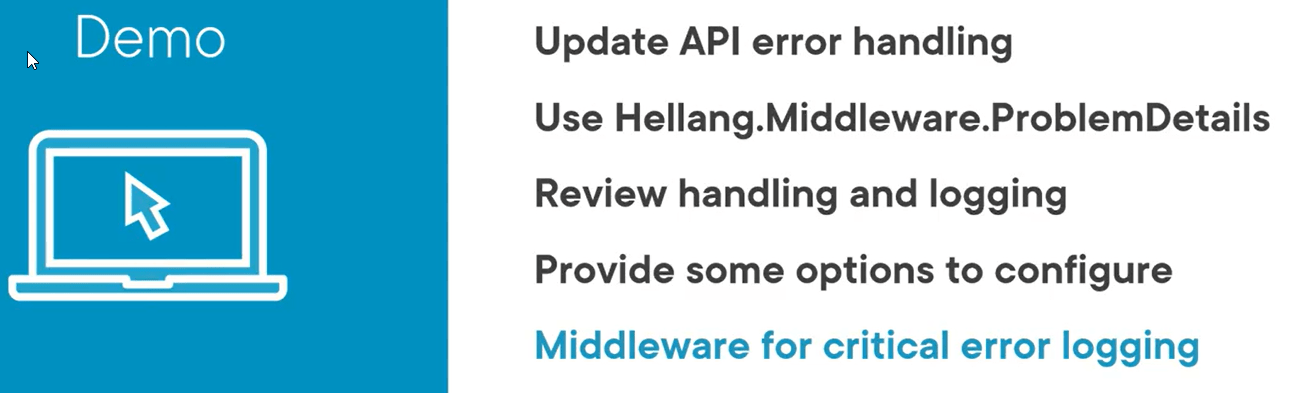 Demo
Update API error handling
Use Hellang.Middleware.ProblemDetails
Review handling and logging
Provide some options to configure
Middleware for critical error logging